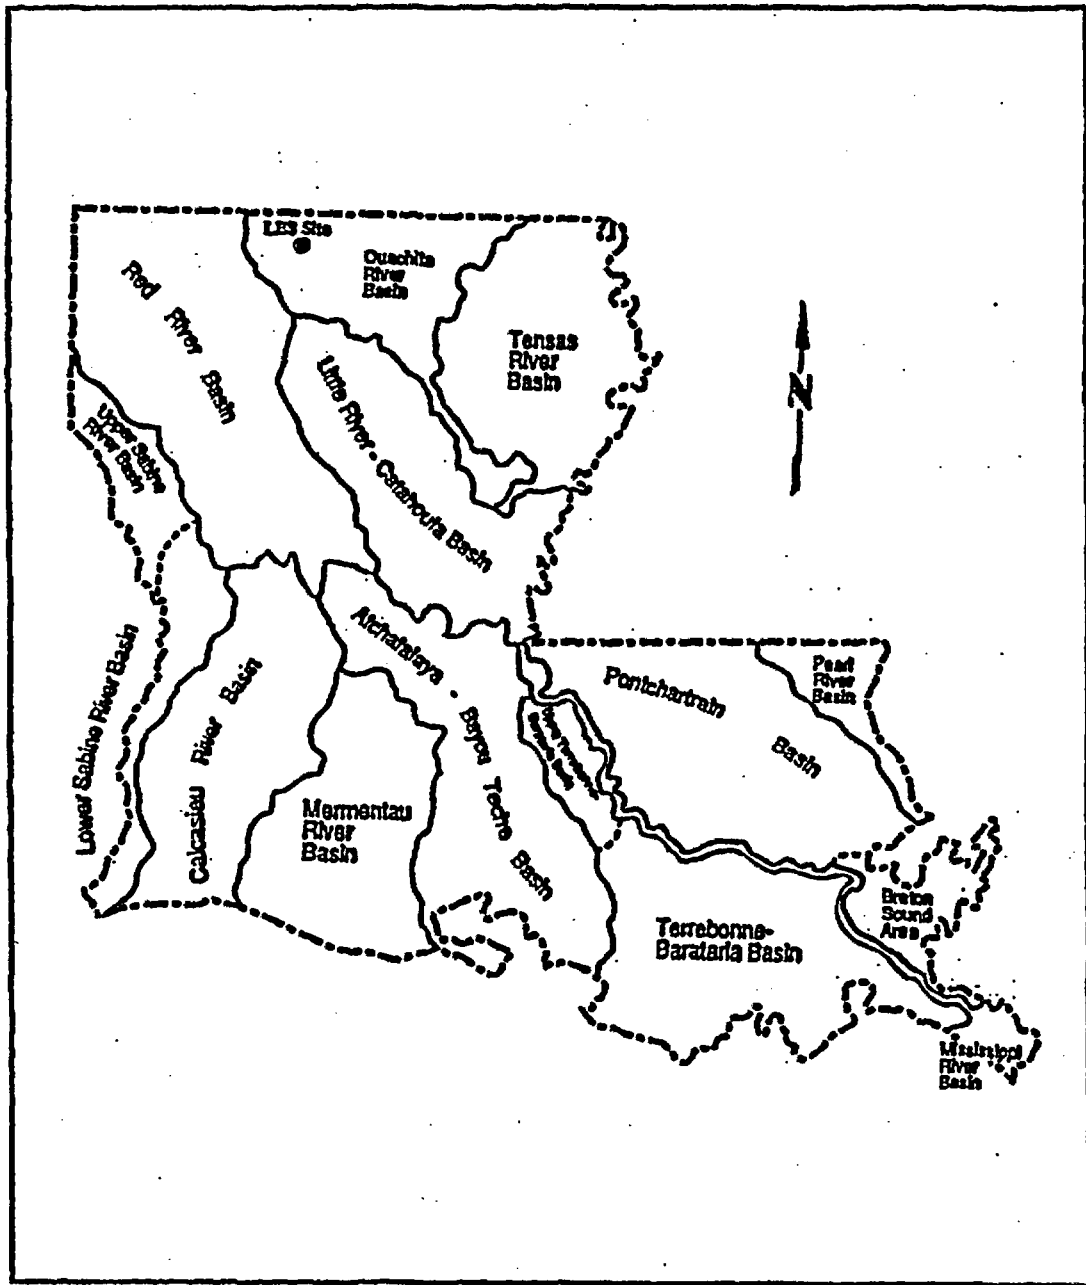 LES Site
Ouachita
River
Basin
Red River Basin
Tensas
River
Basin
Little River - Catahoula Basin
Upper Sabine
River Basin
N
Lower Sabine River Basin
Calcasieu River Basin
Atchafalaya - Bayou Teche Basin
Pontchartrain
Basin
Pearl
River
Basin
Mermentau
River
Basin
Terrebonne-
Barataria Basin
Breton
Sound
Area
Mississippi
River
Basin